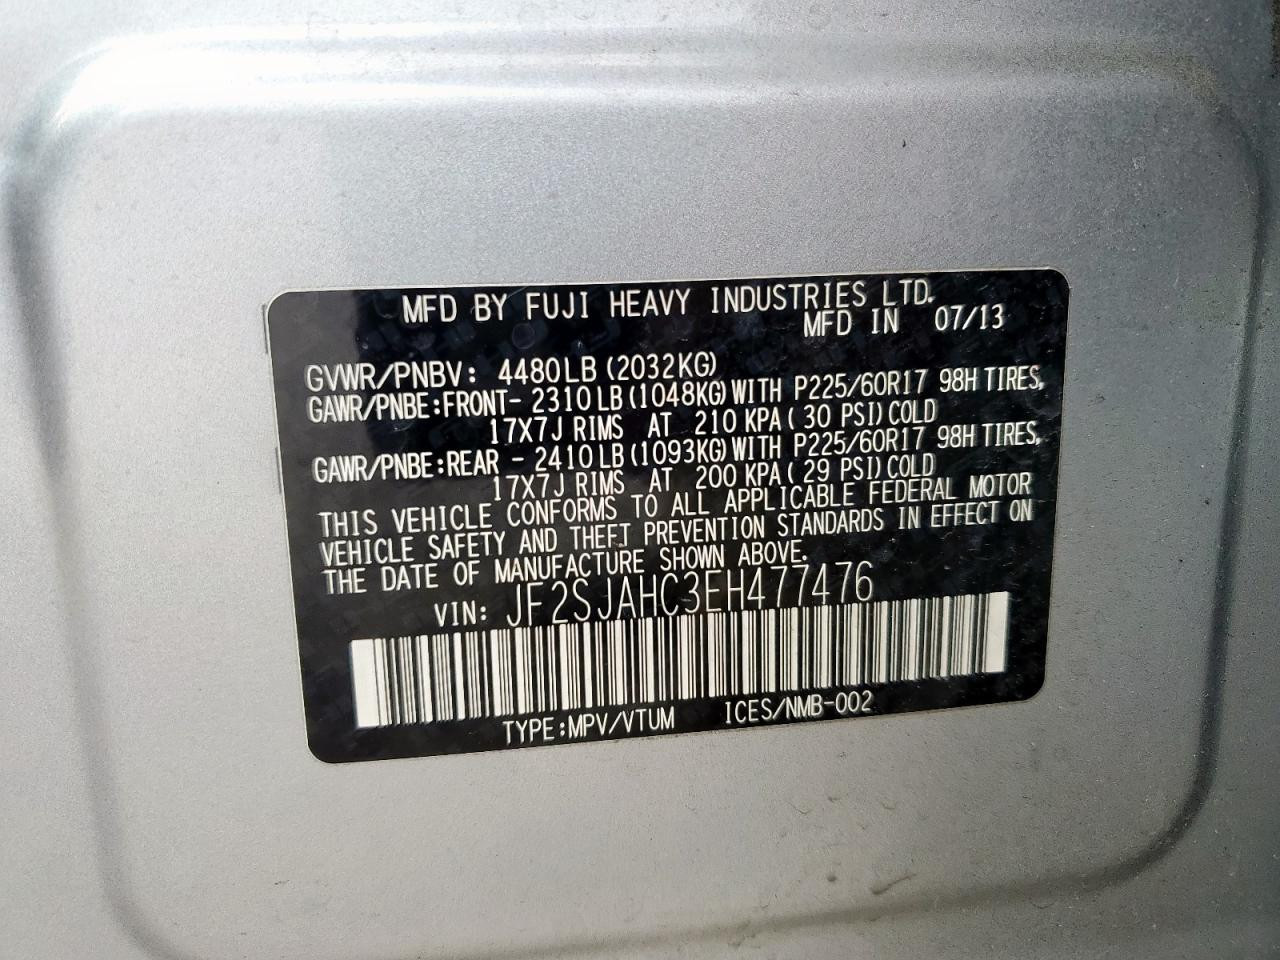 MFD BY FUJI HEAVY INDUSTRIES LTD.
MFD IN 07/13
GVWR/PNBV: 4480LB (2032KG)
GAWR/PNBE:FRONT- 2310LB (1048KG) WITH P225/60R17 98H TIRES,
17X7J RIMS AT 210 KPA ( 30 PSI) COLD
GAWR/PNBE:REAR - 2410LB (1093KG) WITH P225/60R17 98H TIRES,
17X7J RIMS AT 200 KPA ( 29 PSI) COLD
THIS VEHICLE CONFORMS TO ALL APPLICABLE FEDERAL MOTOR
VEHICLE SAFETY AND THEFT PREVENTION STANDARDS IN EFFECT ON
THE DATE OF MANUFACTURE SHOWN ABOVE.
VIN: JF2SJAHC3EH477476
TYPE:MPV/VTUM ICES/NMB-002